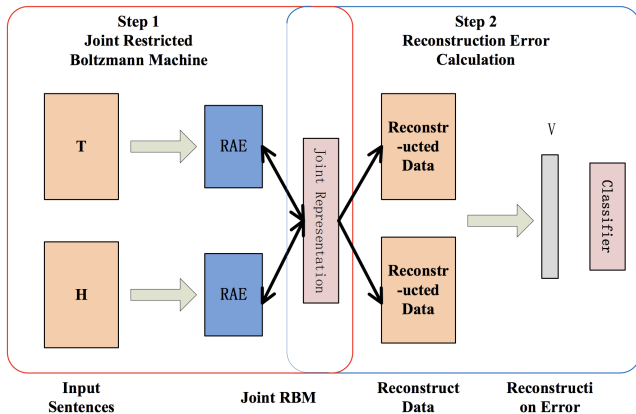 Step 1
Joint Restricted
Boltzmann Machine
Step 2
Reconstruction Error
Calculation
T
RAE
H
RAE
Joint Representation
Reconstr
-ucted
Data
Reconstr
-ucted
Data
V
Classifier
Input
Sentences
Joint RBM
Reconstruct
Data
Reconstructi
on Error